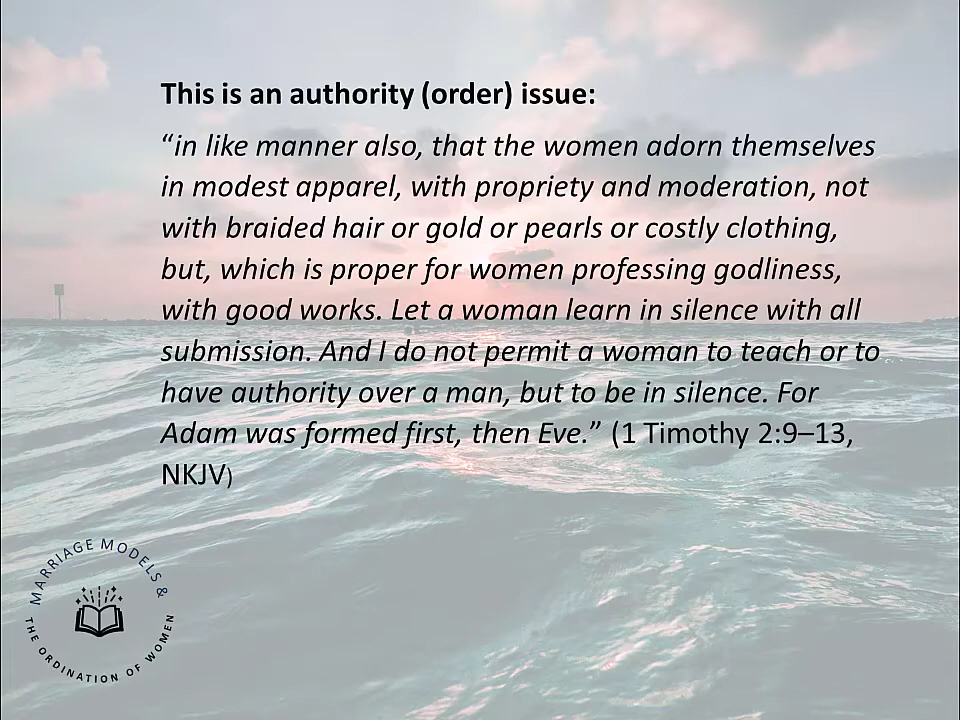 This is an authority (order) issue:
“in like manner also, that the women adorn themselves
in modest apparel, with propriety and moderation, not
with braided hair or gold or pearls or costly clothing,
but, which is proper for women professing godliness,
with good works. Let a woman learn in silence with all
submission. And I do not permit a woman to teach or to
have authority over a man, but to be in silence. For
Adam was formed first, then Eve.” (1 Timothy 2:9–13,
NKJV)
MARRIAGE MODELS &
THE ORDINATION OF WOMEN